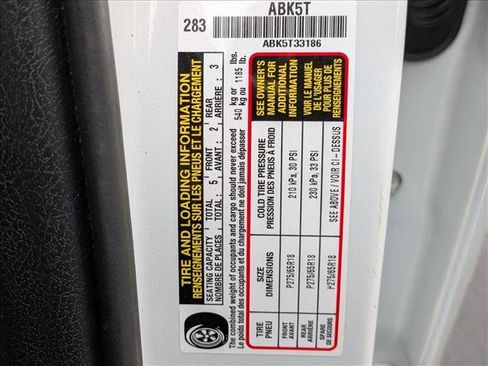 283
ABK5T
ABK5T33186
TIRE AND LOADING INFORMATION
RENSEIGNEMENTS SUR LES PNEUS ET LE CHARGEMENT
SEATING CAPACITY TOTAL : 5 FRONT : 2 REAR : 3
NOMBRE DE PLACES TOTAL : 5 AVANT : 2 ARRIÈRE : 3
The combined weight of occupants and cargo should never exceed 540 kg or 1185 lbs.
Le poids total des occupants et du chargement ne doit jamais dépasser 540 kg ou 1185 lb.
TIRE SIZE COLD TIRE PRESSURE SEE OWNER'S MANUAL FOR ADDITIONAL INFORMATION
PNEU DIMENSIONS PRESSION DES PNEUS À FROID VOIR LE MANUEL DE L'USAGER POUR PLUS DE RENSEIGNEMENTS
FRONT AVANT P275/65R18 210 kPa, 30 PSI
REAR ARRIÈRE P275/65R18 230 kPa, 33 PSI
SPARE DE SECOURS P275/65R18 SEE ABOVE / VOIR CI-DESSUS